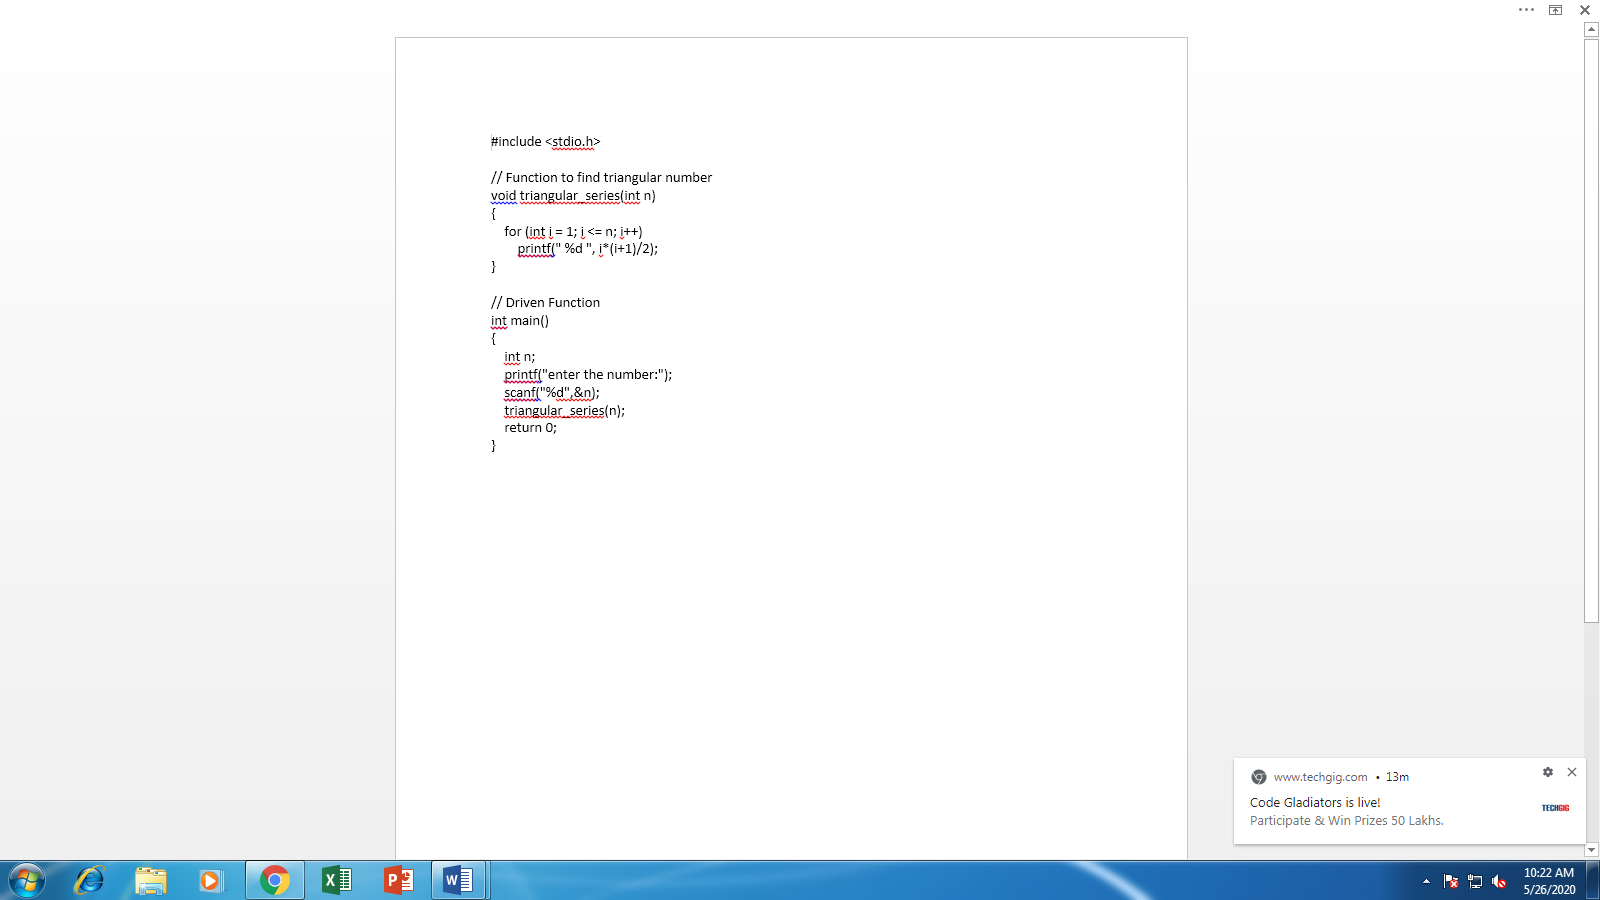 #include <stdio.h>
// Function to find triangular number
void triangular_series(int n)
{
for (int i = 1; i <= n; i++)
printf(" %d ", i*(i+1)/2);
}
// Driven Function
int main()
{
int n;
printf("enter the number:");
scanf("%d",&n);
triangular_series(n);
return 0;
}
www.techgig.com • 13m
Code Gladiators is live!
TECHGIG
Participate & Win Prizes 50 Lakhs.
10:22 AM
5/26/2020